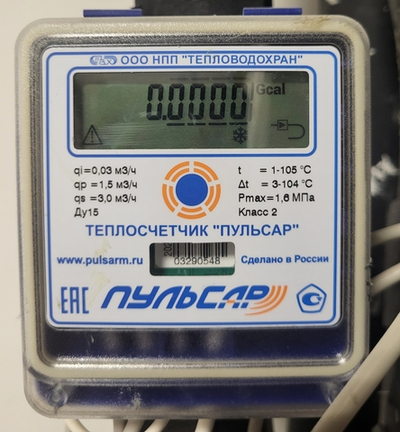 ООО НПП "ТЕПЛОВОДОХРАН"
0.0000 Gcal
qi=0,03 м3/ч
qp=1,5 м3/ч
qs=3,0 м3/ч
Ду15
t = 1-105 °C
Δt = 3-104 °C
Pmax=1,6 МПа
Класс 2
ТЕПЛОСЧЕТЧИК "ПУЛЬСАР"
www.pulsarm.ru
03290548
Сделано в России
ЕАС ПУЛЬСАР